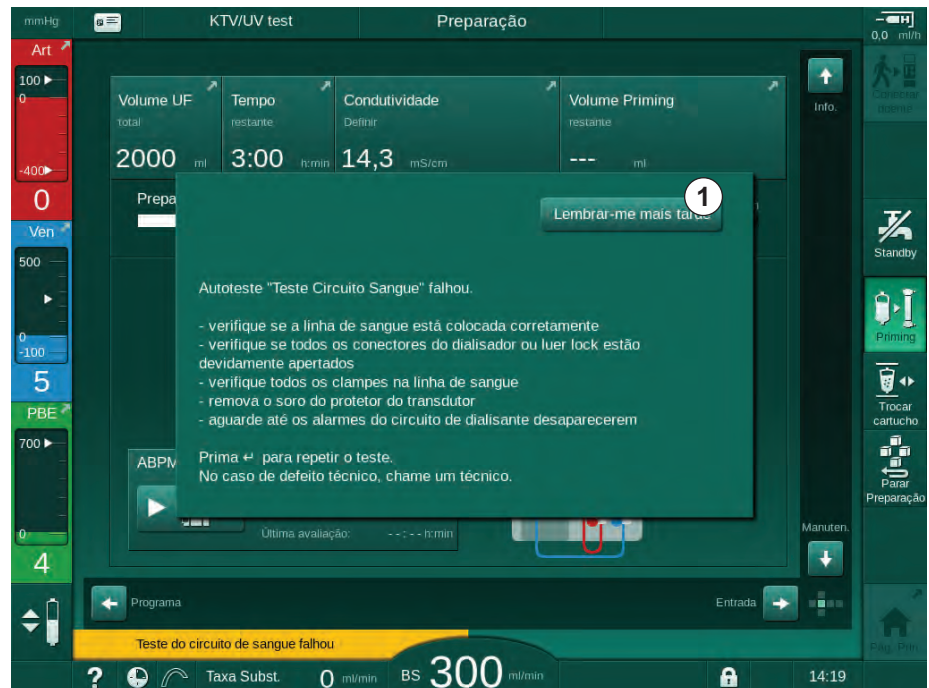 mmHg
KTV/UV test
Preparação
0,0 ml/h
Art
100
0
-400
0
Ven
500
0
-100
5
PBE
700
0
4
Volume UF
total
2000 ml
Tempo
restante
3:00 h:min
Condutividade
Definir
14,3 mS/cm
Volume Priming
restante
--- ml
Prepa
1
Lembrar-me mais tarde
Autoteste "Teste Circuito Sangue" falhou.
- verifique se a linha de sangue está colocada corretamente
- verifique se todos os conectores do dialisador ou luer lock estão
devidamente apertados
- verifique todos os clampes na linha de sangue
- remova o soro do protetor do transdutor
- aguarde até os alarmes do circuito de dialisante desaparecerem
Prima ↵ para repetir o teste.
No caso de defeito técnico, chame um técnico.
ABPM
Última avaliação: --:-- h:min
Info.
Manuten.
Programa
Entrada
Standby
Priming
Trocar
cartucho
Parar
Preparação
Pág. Prin.
Teste do circuito de sangue falhou
?
Taxa Subst. 0 ml/min
BS 300 ml/min
14:19